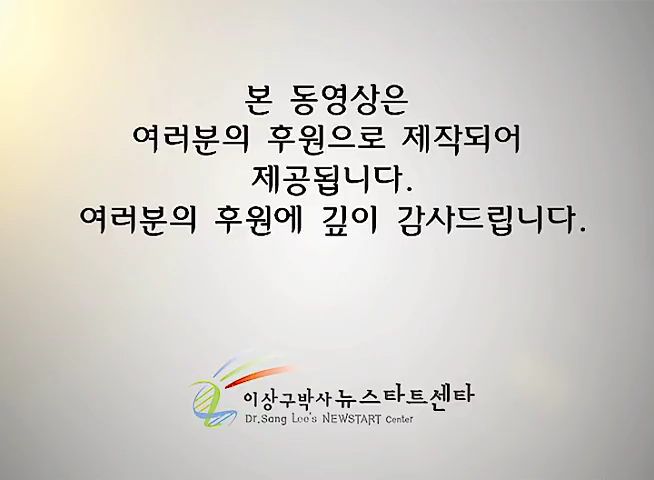 본 동영상은
여러분의 후원으로 제작되어
제공됩니다.
여러분의 후원에 깊이 감사드립니다.
이상구박사 뉴스타트센타
Dr.Sang Lee's NEWSTART Center